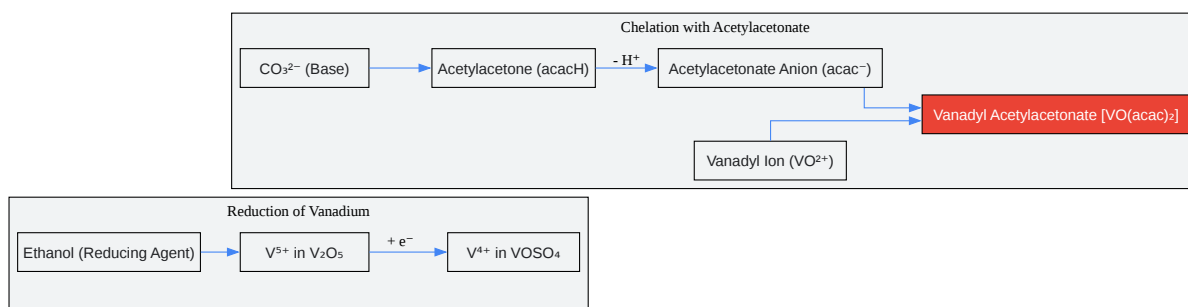 Chelation with Acetylacetonate
CO₃²⁻ (Base)
Acetylacetone (acacH)
- H⁺
Acetylacetonate Anion (acac⁻)
Vanadyl Acetylacetonate [VO(acac)₂]
Vanadyl Ion (VO²⁺)
Reduction of Vanadium
Ethanol (Reducing Agent)
V⁵⁺ in V₂O₅
+ e⁻
V⁴⁺ in VOSO₄